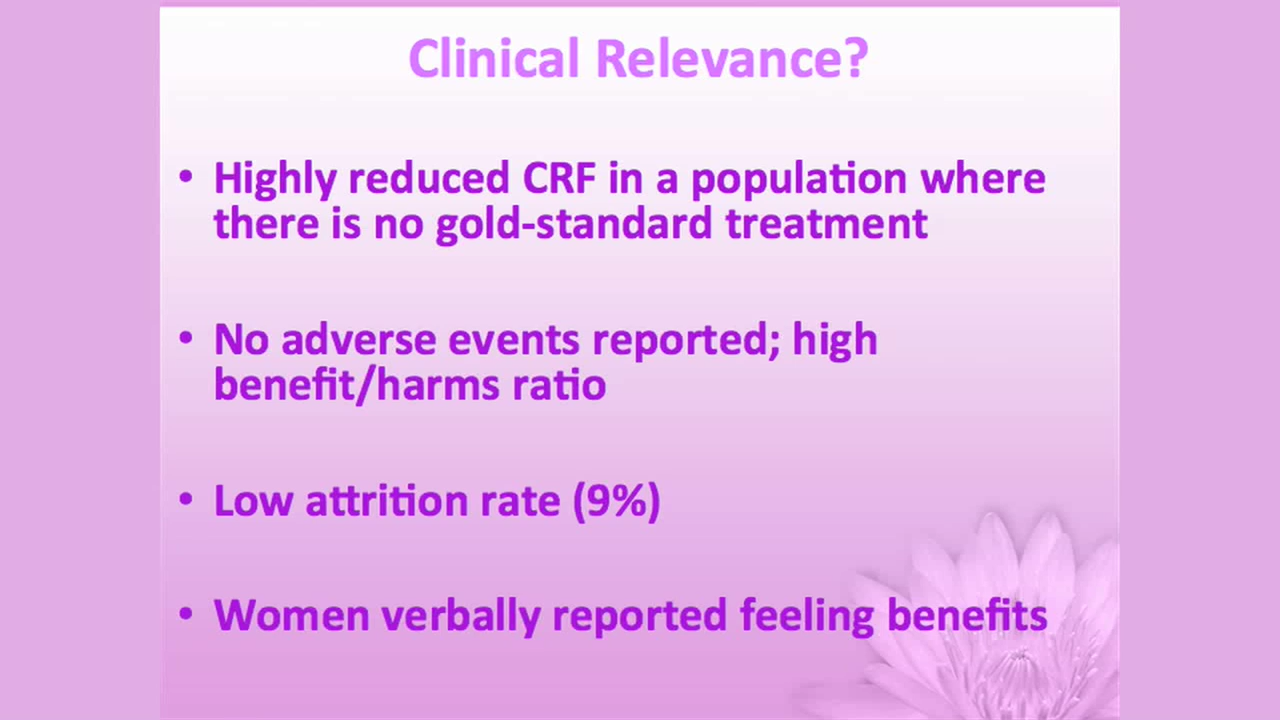 Clinical Relevance?
• Highly reduced CRF in a population where
there is no gold-standard treatment
• No adverse events reported; high
benefit/harms ratio
• Low attrition rate (9%)
• Women verbally reported feeling benefits